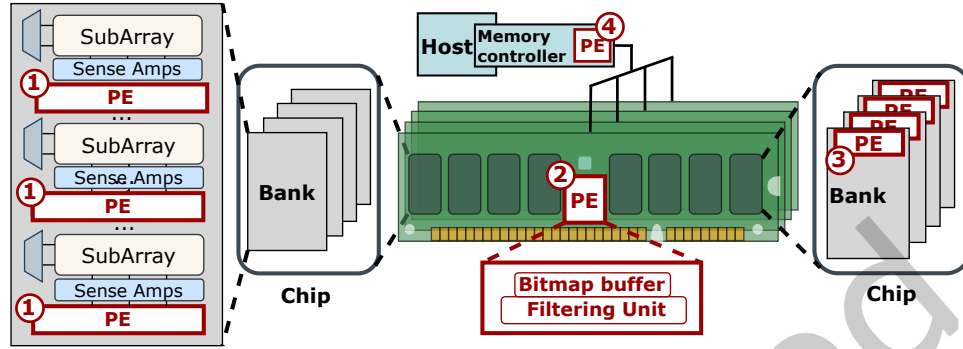 SubArray
Sense Amps
1
PE
...
SubArray
Sense Amps
...
1
PE
...
SubArray
Sense Amps
1
PE
Bank
Chip
Host
Memory
controller
PE
4
2
PE
Bitmap buffer
Filtering Unit
PE
PE
PE
PE
3
Bank
Chip